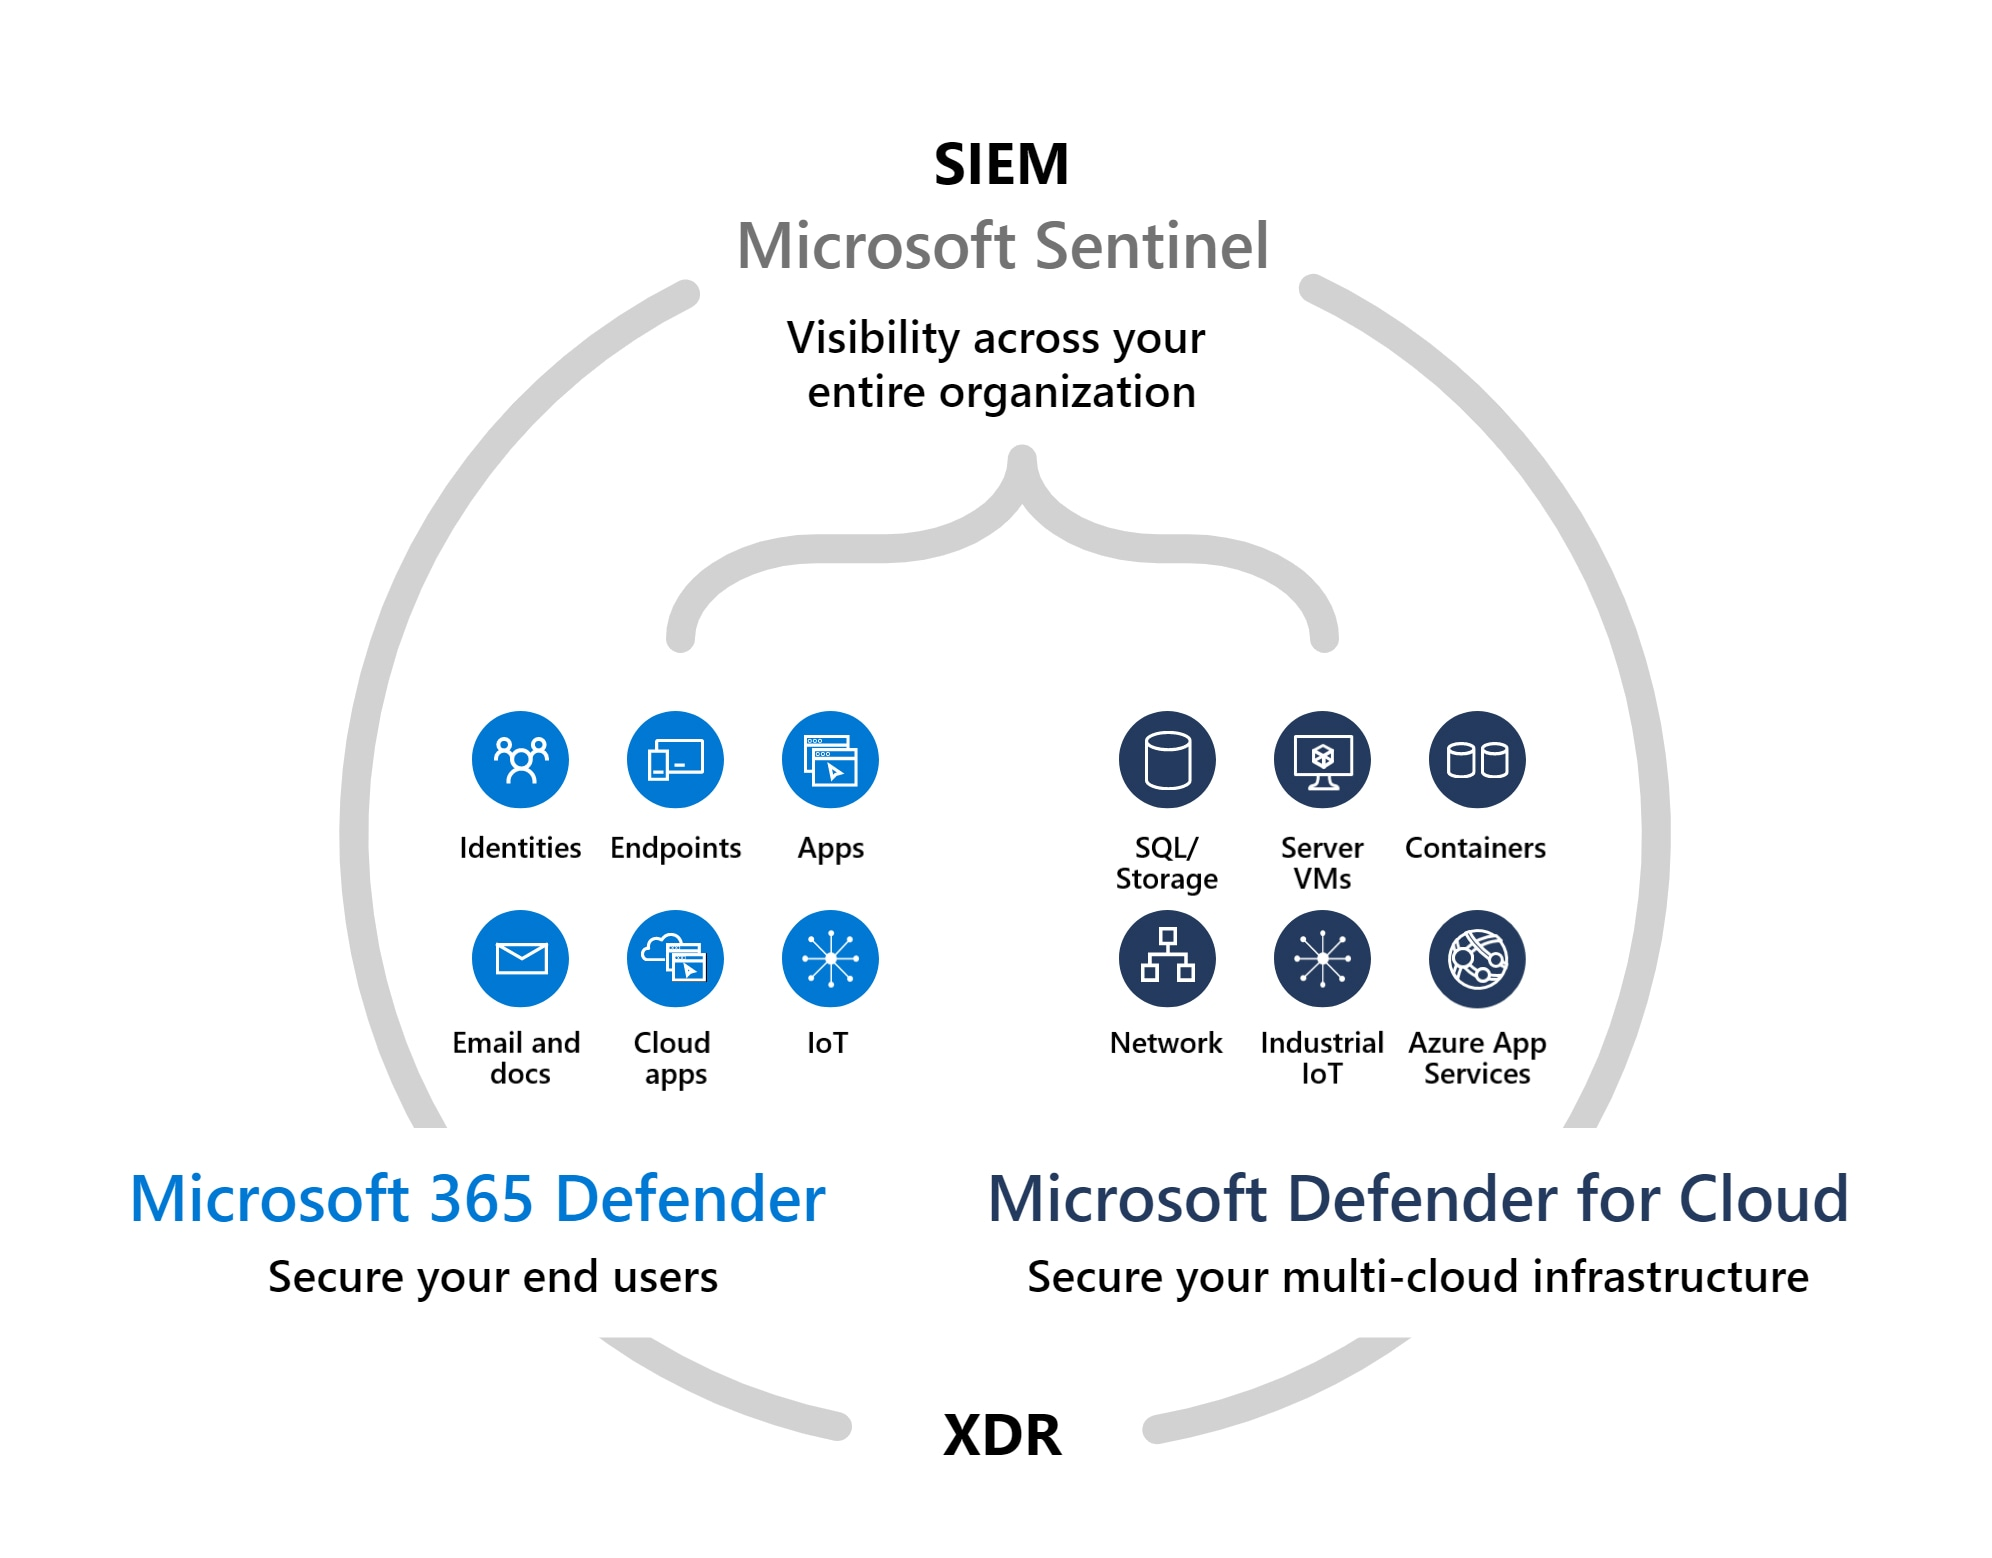 SIEM
Microsoft Sentinel
Visibility across your
entire organization
Identities
Endpoints
Apps
Email and
docs
Cloud
apps
IoT
SQL/
Storage
Server
VMs
Containers
Network
Industrial
IoT
Azure App
Services
Microsoft 365 Defender
Secure your end users
Microsoft Defender for Cloud
Secure your multi-cloud infrastructure
XDR